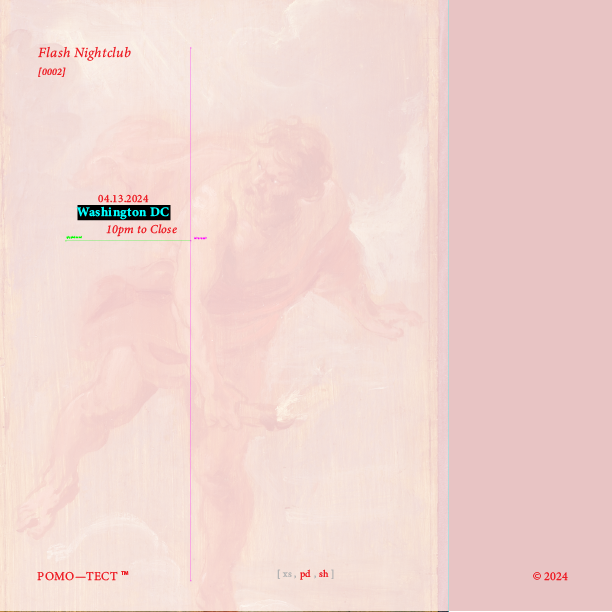 Flash Nightclub
[0002]
04.13.2024
Washington DC
10pm to Close
POMO—TECT ™
[ xs , pd , sh ]
© 2024